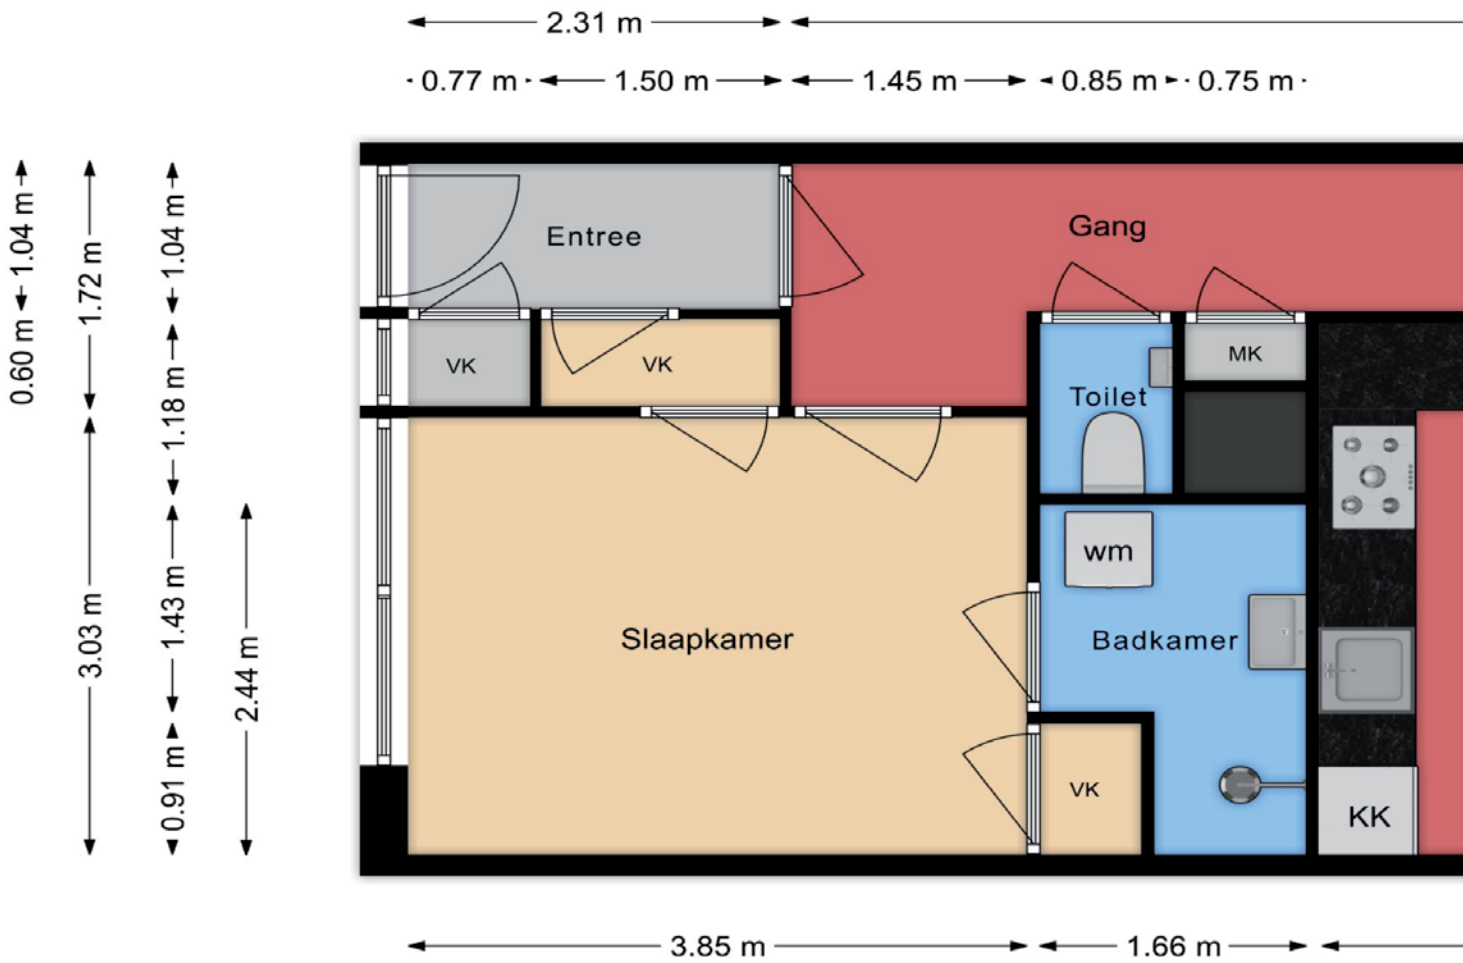 2.31 m
0.77 m
1.50 m
1.45 m
0.85 m
0.75 m
1.04 m
0.60 m
1.72 m
3.03 m
1.04 m
1.18 m
1.43 m
0.91 m
2.44 m
Entree
Gang
VK
VK
MK
Toilet
wm
Slaapkamer
Badkamer
VK
KK
3.85 m
1.66 m